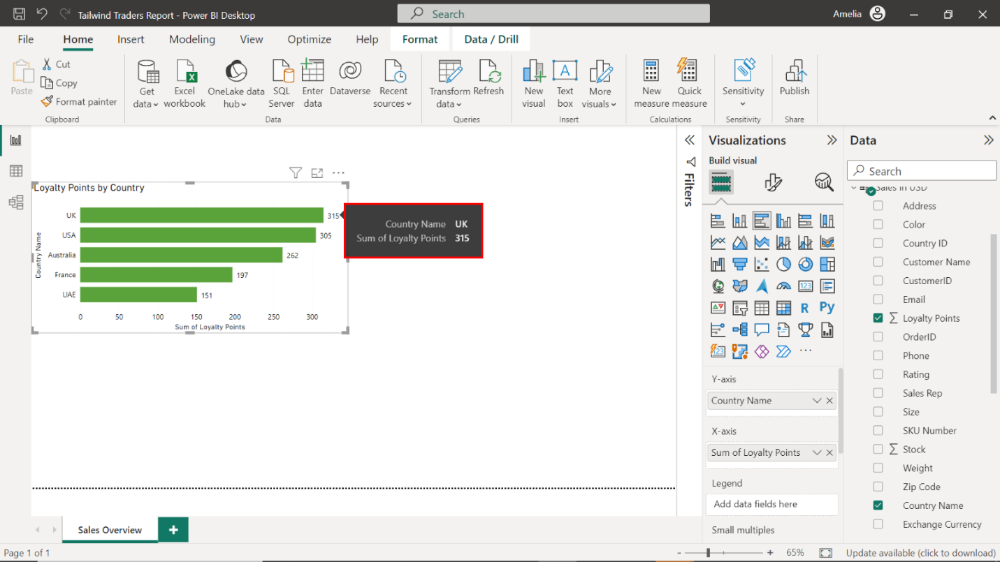 Tailwind Traders Report - Power BI Desktop
Search
Amelia
File Home Insert Modeling View Optimize Help Format Data / Drill
Paste
Cut
Copy
Format painter
Clipboard
Get data
Excel workbook
OneLake data hub
SQL Server
Enter data
Dataverse
Recent sources
Data
Transform data
Refresh
Queries
New visual
Text box
More visuals
Insert
New measure
Quick measure
Calculations
Sensitivity
Sensitivity
Publish
Share
Loyalty Points by Country
Country Name
UK 315
USA 305
Australia 262
France 197
UAE 151
0 50 100 150 200 250 300
Sum of Loyalty Points
Country Name UK
Sum of Loyalty Points 315
Filters
Visualizations
Build visual
123
R
Py
123
Y-axis
Country Name
X-axis
Sum of Loyalty Points
Legend
Add data fields here
Small multiples
Data
Search
Sales in USD
Address
Color
Country ID
Customer Name
CustomerID
Email
Loyalty Points
OrderID
Phone
Rating
Sales Rep
Size
SKU Number
Stock
Weight
Zip Code
Country Name
Exchange Currency
Sales Overview
Page 1 of 1
65%
Update available (click to download)